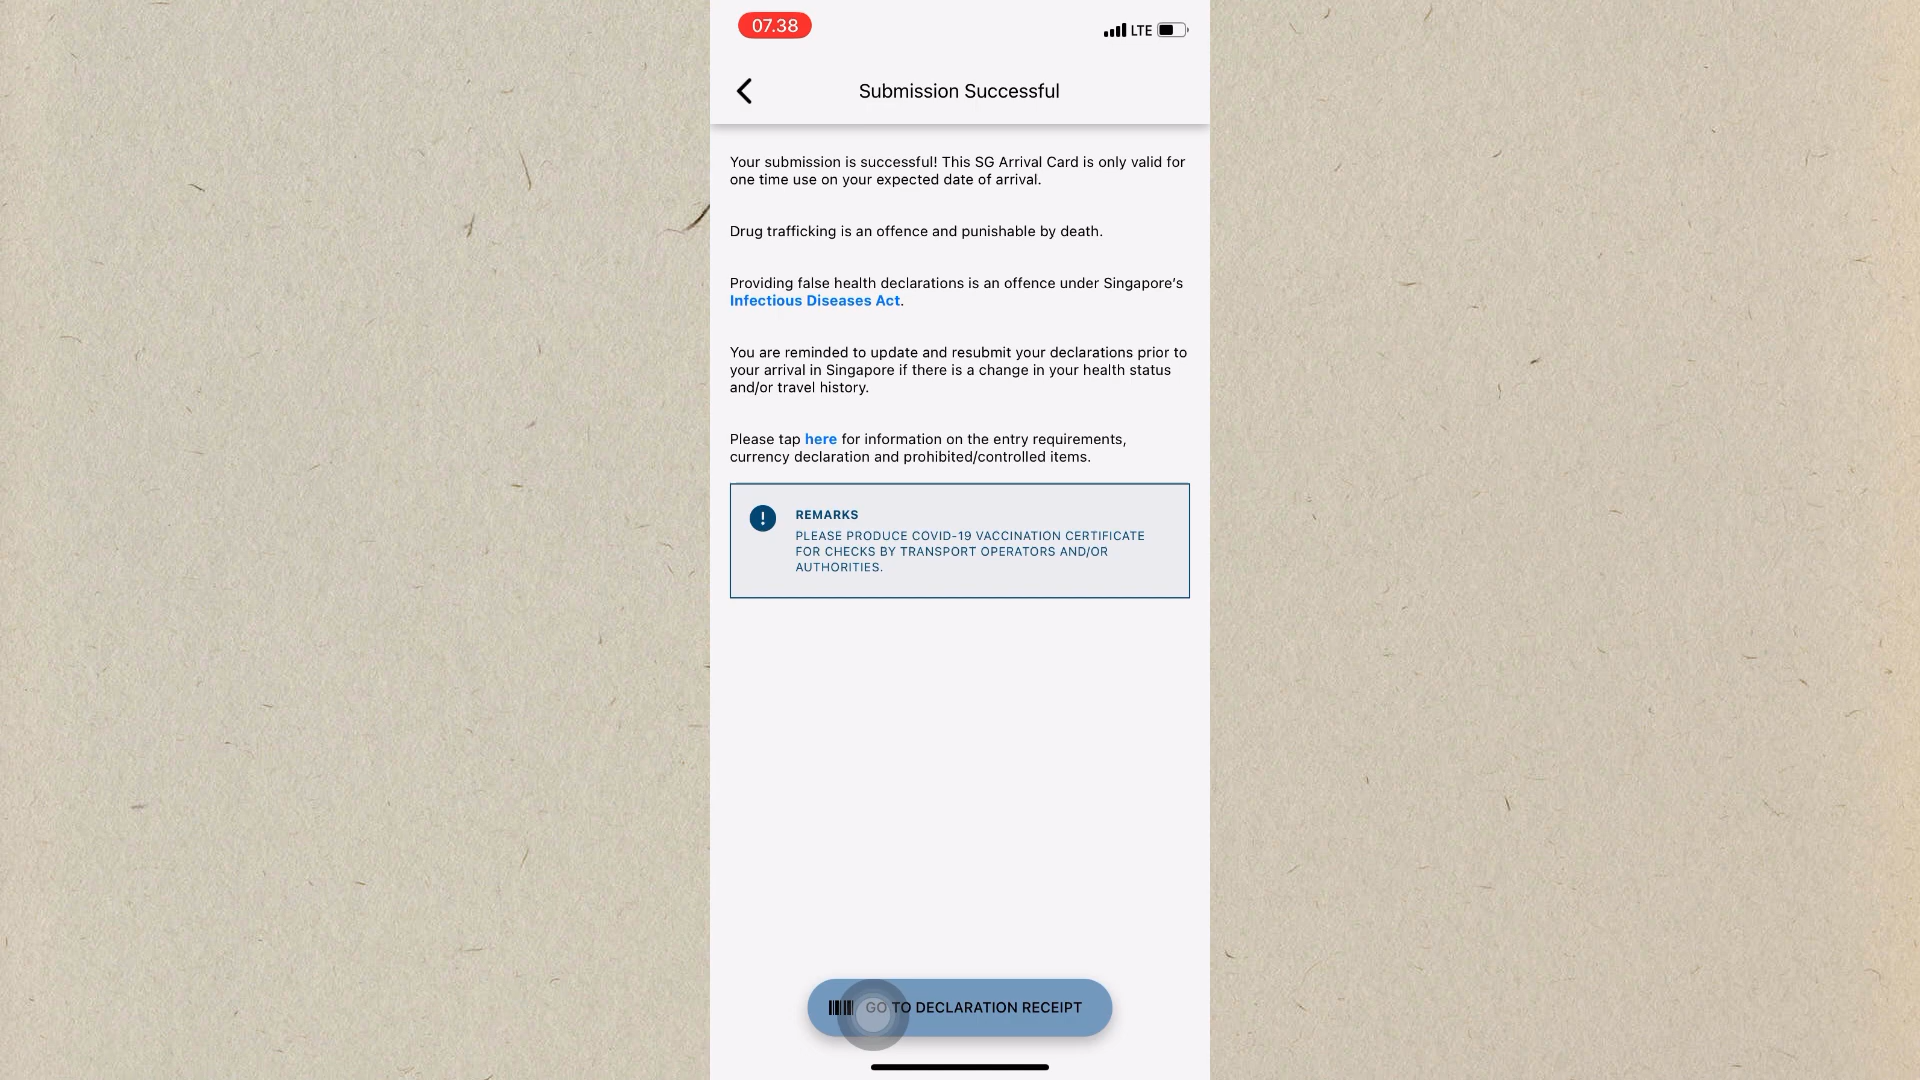 07.38
LTE
Submission Successful
Your submission is successful! This SG Arrival Card is only valid for
one time use on your expected date of arrival.
Drug trafficking is an offence and punishable by death.
Providing false health declarations is an offence under Singapore's
Infectious Diseases Act.
You are reminded to update and resubmit your declarations prior to
your arrival in Singapore if there is a change in your health status
and/or travel history.
Please tap here for information on the entry requirements,
currency declaration and prohibited/controlled items.
REMARKS
PLEASE PRODUCE COVID-19 VACCINATION CERTIFICATE
FOR CHECKS BY TRANSPORT OPERATORS AND/OR
AUTHORITIES.
GO TO DECLARATION RECEIPT